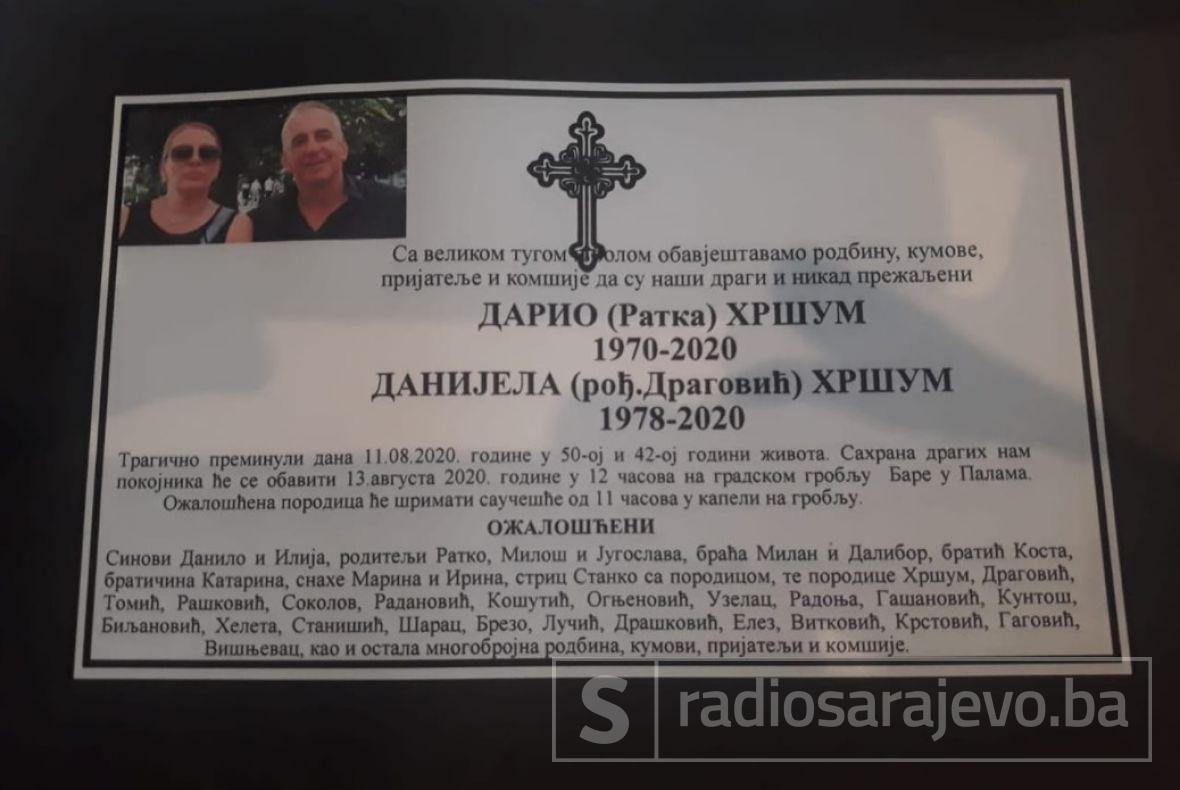 Са великом тугом олом обавјештавамо родбину, кумове,
пријатеље и комшије да су наши драги и никад прежаљени
ДАРИО (Ратка) ХРШУМ
1970-2020
ДАНИЈЕЛА (рођ.Драговић) ХРШУМ
1978-2020
Трагично преминули дана 11.08.2020. године у 50-ој и 42-ој години живота. Сахрана драгих нам
покојника ће се обавити 13.августа 2020. године у 12 часова на градском гробљу Баре у Палама.
Ожалошћена породица ће шримати саучешће од 11 часова у капели на гробљу.
ОЖАЛОШЋЕНИ
Синови Данило и Илија, родитељи Ратко, Милош и Југослава, браћа Милан и Далибор, братић Коста,
братичина Катарина, снахе Марина и Ирина, стриц Станко са породицом, те породице Хршум, Драговић,
Томић, Рашковић, Соколов, Радановић, Кошутић, Огњеновић, Узелац, Радоња, Гашановић, Кунтош,
Биљановић, Хелета, Станишић, Шарац, Брезо, Лучић, Драшковић, Елез, Витковић, Крстовић, Гаговић,
Вишњевац, као и остала многобројна родбина, кумови, пријатељи и комшије.
S radiosarajevo.ba